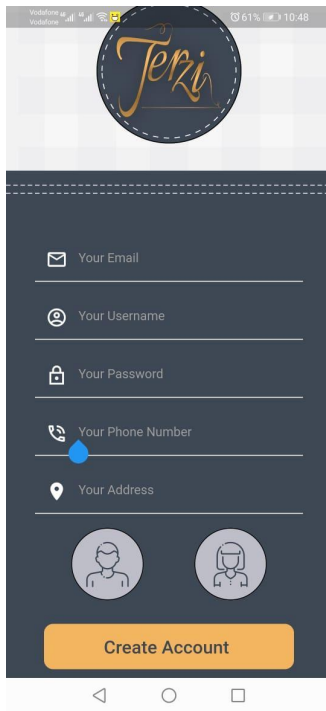 Vodafone 61% 10:48
Vodafone
Terzi
Your Email
Your Username
Your Password
Your Phone Number
Your Address
Create Account